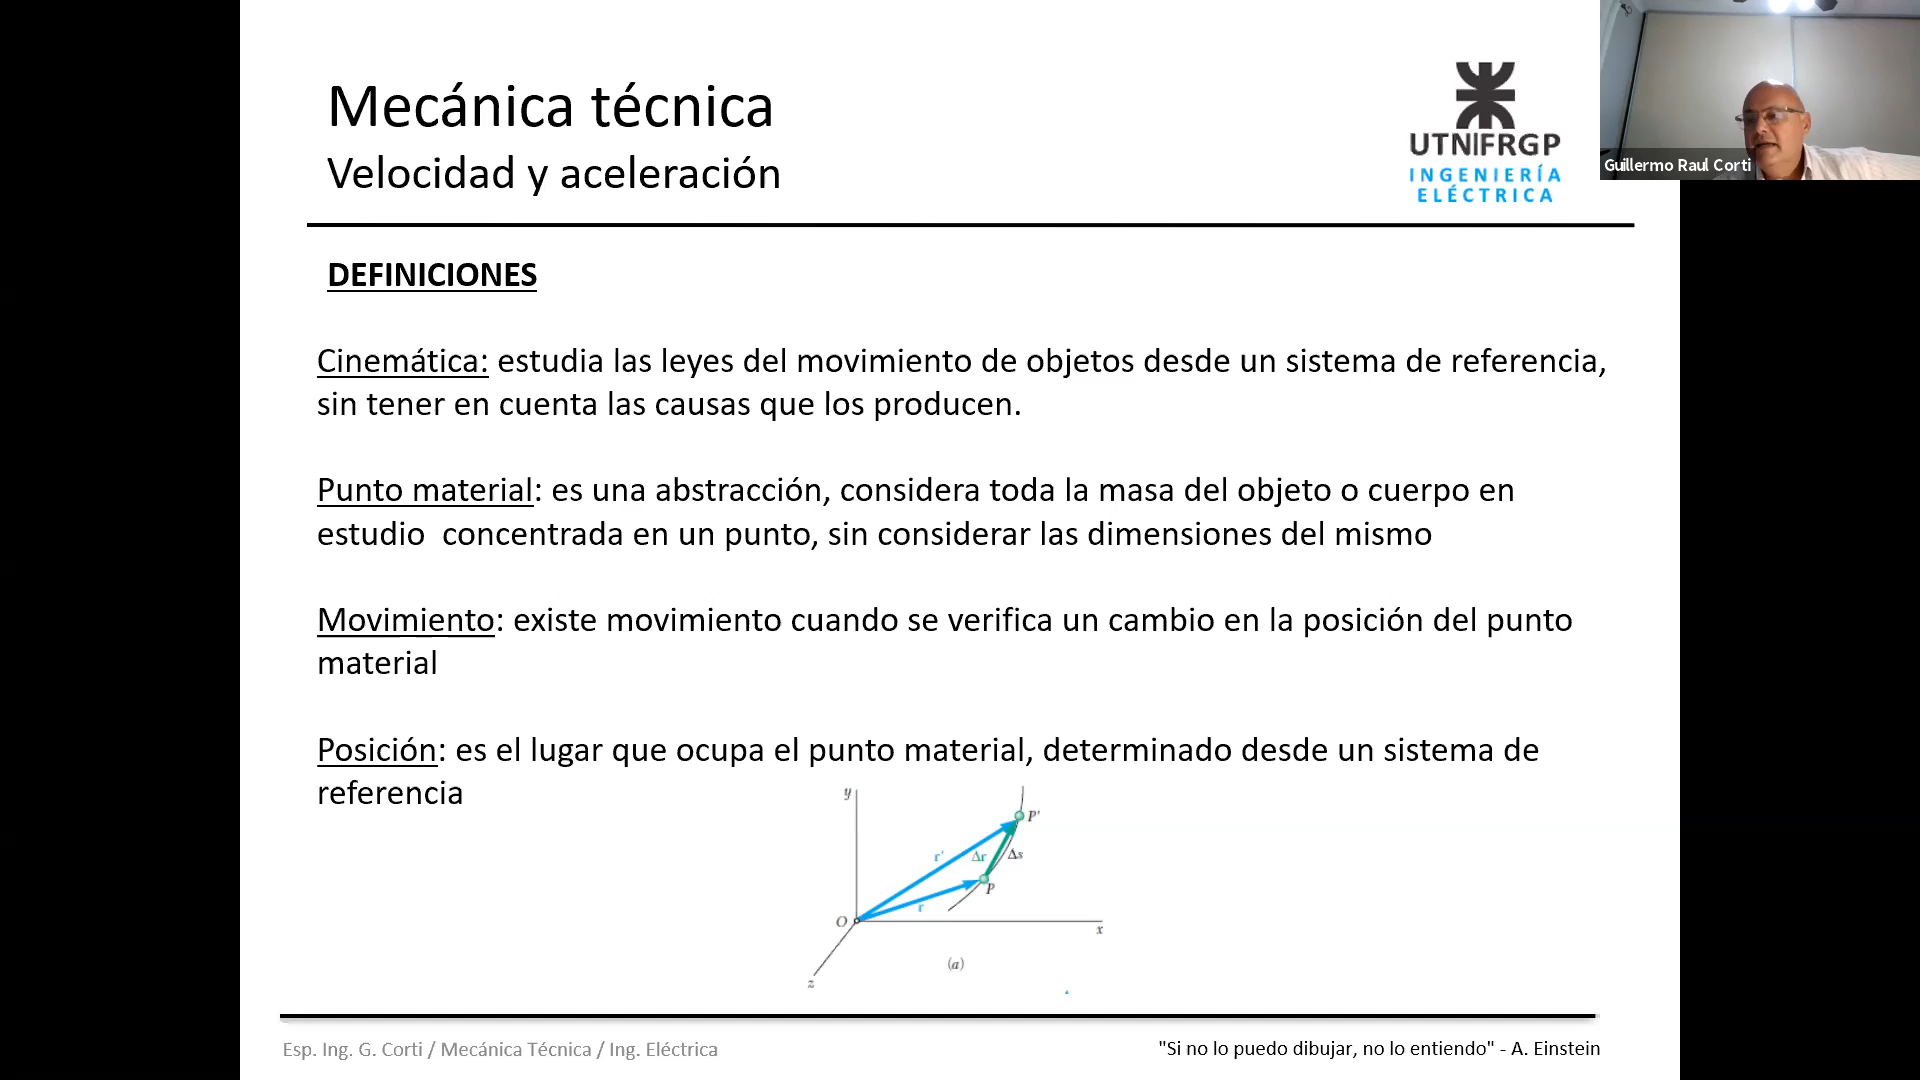 Mecánica técnica
Velocidad y aceleración
UTN FRGP
INGENIERÍA
ELÉCTRICA
Guillermo Raul Corti
DEFINICIONES
Cinemática: estudia las leyes del movimiento de objetos desde un sistema de referencia,
sin tener en cuenta las causas que los producen.
Punto material: es una abstracción, considera toda la masa del objeto o cuerpo en
estudio  concentrada en un punto, sin considerar las dimensiones del mismo
Movimiento: existe movimiento cuando se verifica un cambio en la posición del punto
material
Posición: es el lugar que ocupa el punto material, determinado desde un sistema de
referencia
y
P'
r'
Δr
Δs
P
r
O
x
(a)
z
Esp. Ing. G. Corti / Mecánica Técnica / Ing. Eléctrica
"Si no lo puedo dibujar, no lo entiendo" - A. Einstein